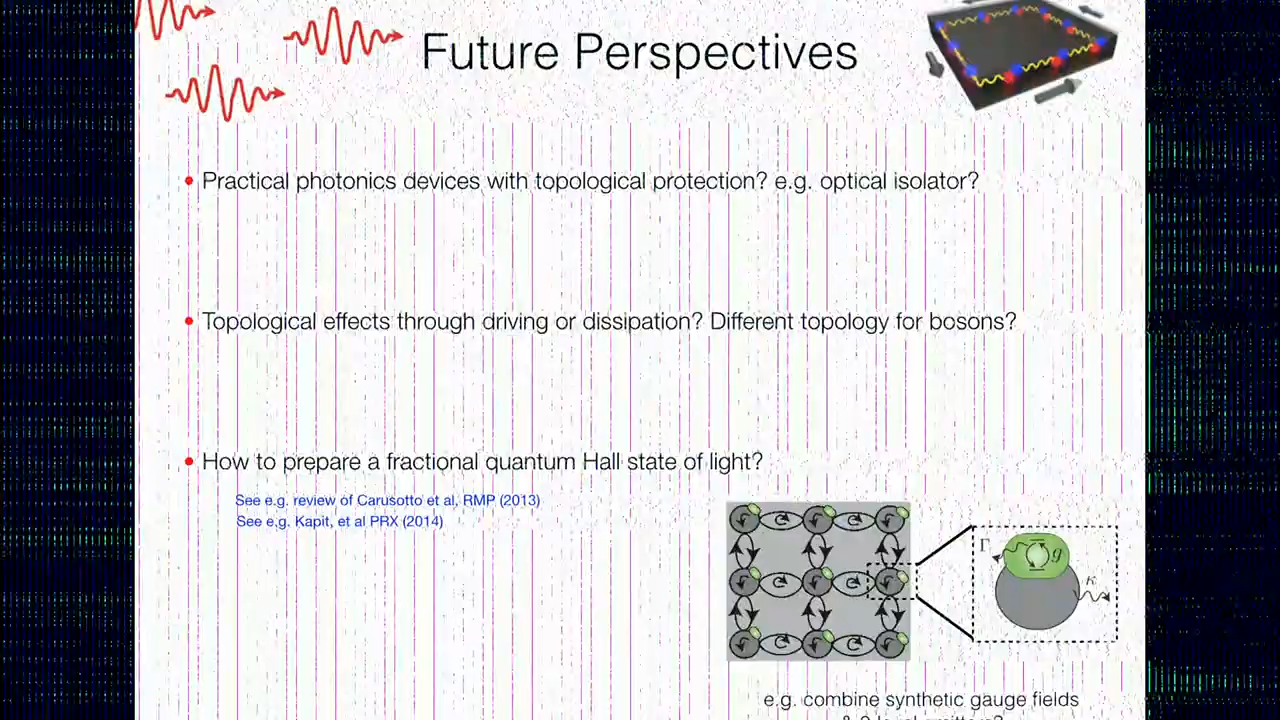 Future Perspectives
• Practical photonics devices with topological protection? e.g. optical isolator?
• Topological effects through driving or dissipation? Different topology for bosons?
• How to prepare a fractional quantum Hall state of light?
See e.g. review of Carusotto et al, RMP (2013)
See e.g. Kapit, et al PRX (2014)
Γ
g
κ
e.g. combine synthetic gauge fields